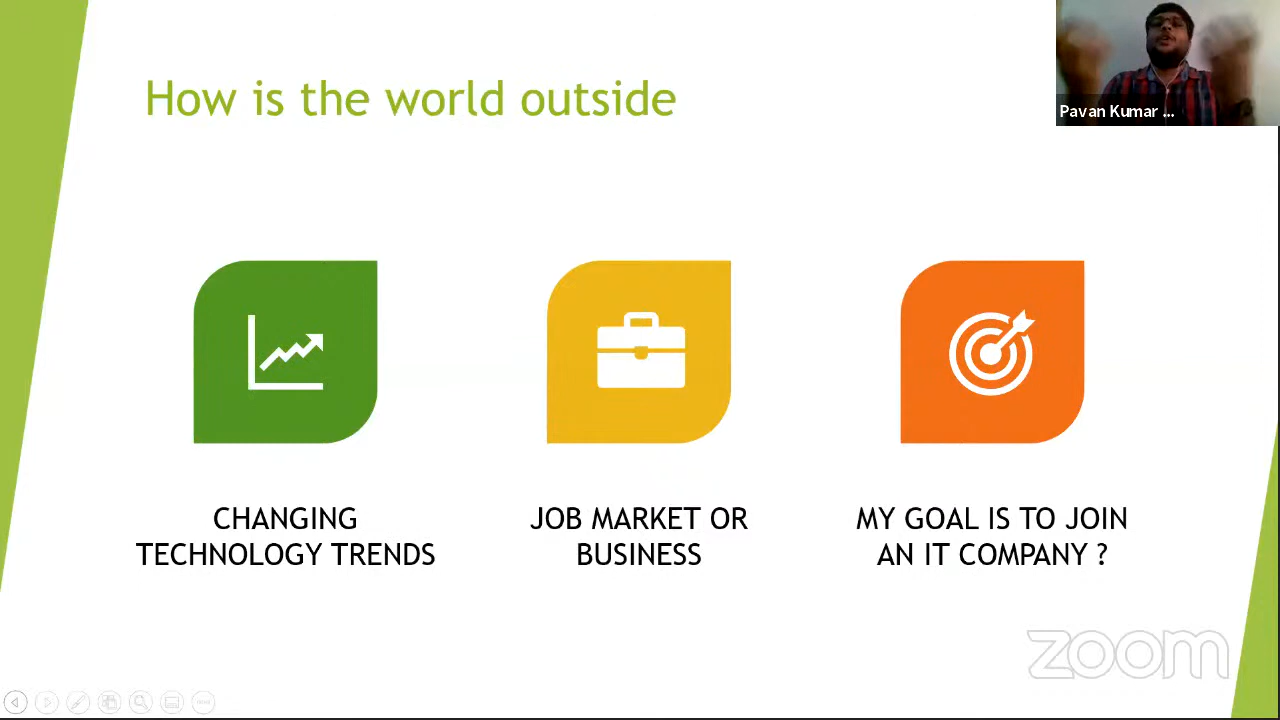 How is the world outside
Pavan Kumar ...
CHANGING
TECHNOLOGY TRENDS
JOB MARKET OR
BUSINESS
MY GOAL IS TO JOIN
AN IT COMPANY ?
zoom